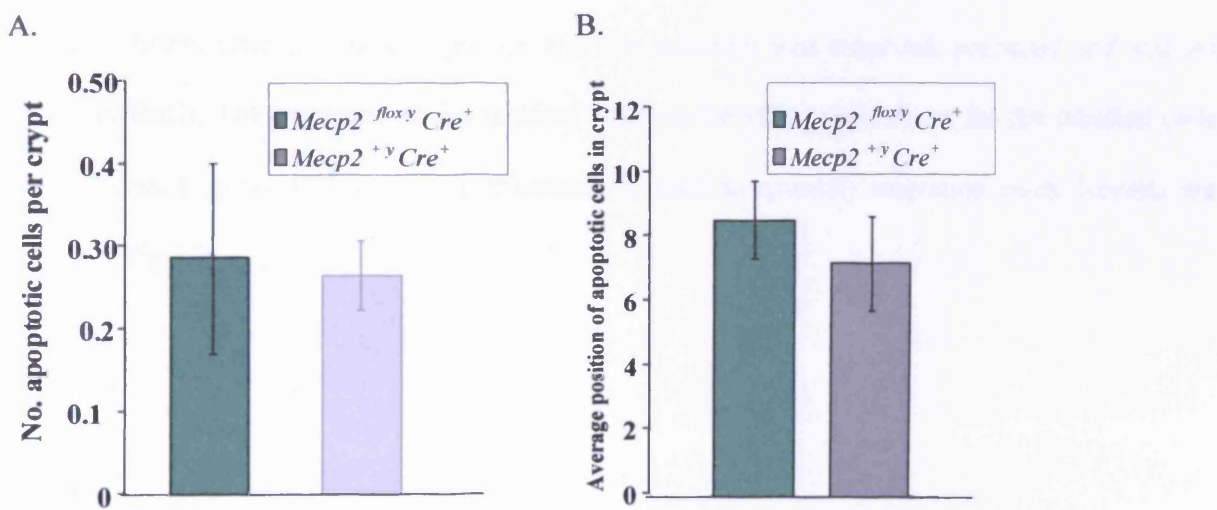 A.
No. apoptotic cells per crypt
0.50
0.40
0.30
0.2
0.1
0
Mecp2 flox y Cre+
Mecp2 + y Cre+
B.
Average position of apoptotic cells in crypt
12
10
8
6
4
2
0
Mecp2 flox y Cre+
Mecp2 + y Cre+